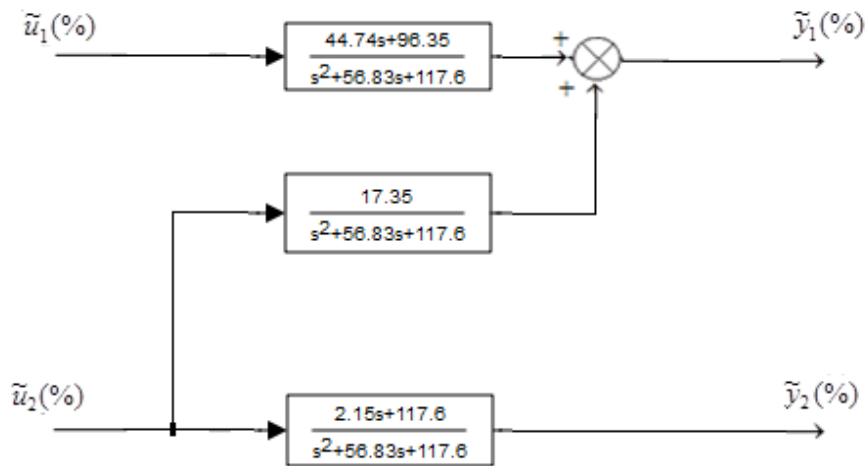 ũ₁(%)
ỹ₁(%)
44.74s+96.35
s²+56.83s+117.6
+
+
17.35
s²+56.83s+117.6
ũ₂(%)
ỹ₂(%)
2.15s+117.6
s²+56.83s+117.6